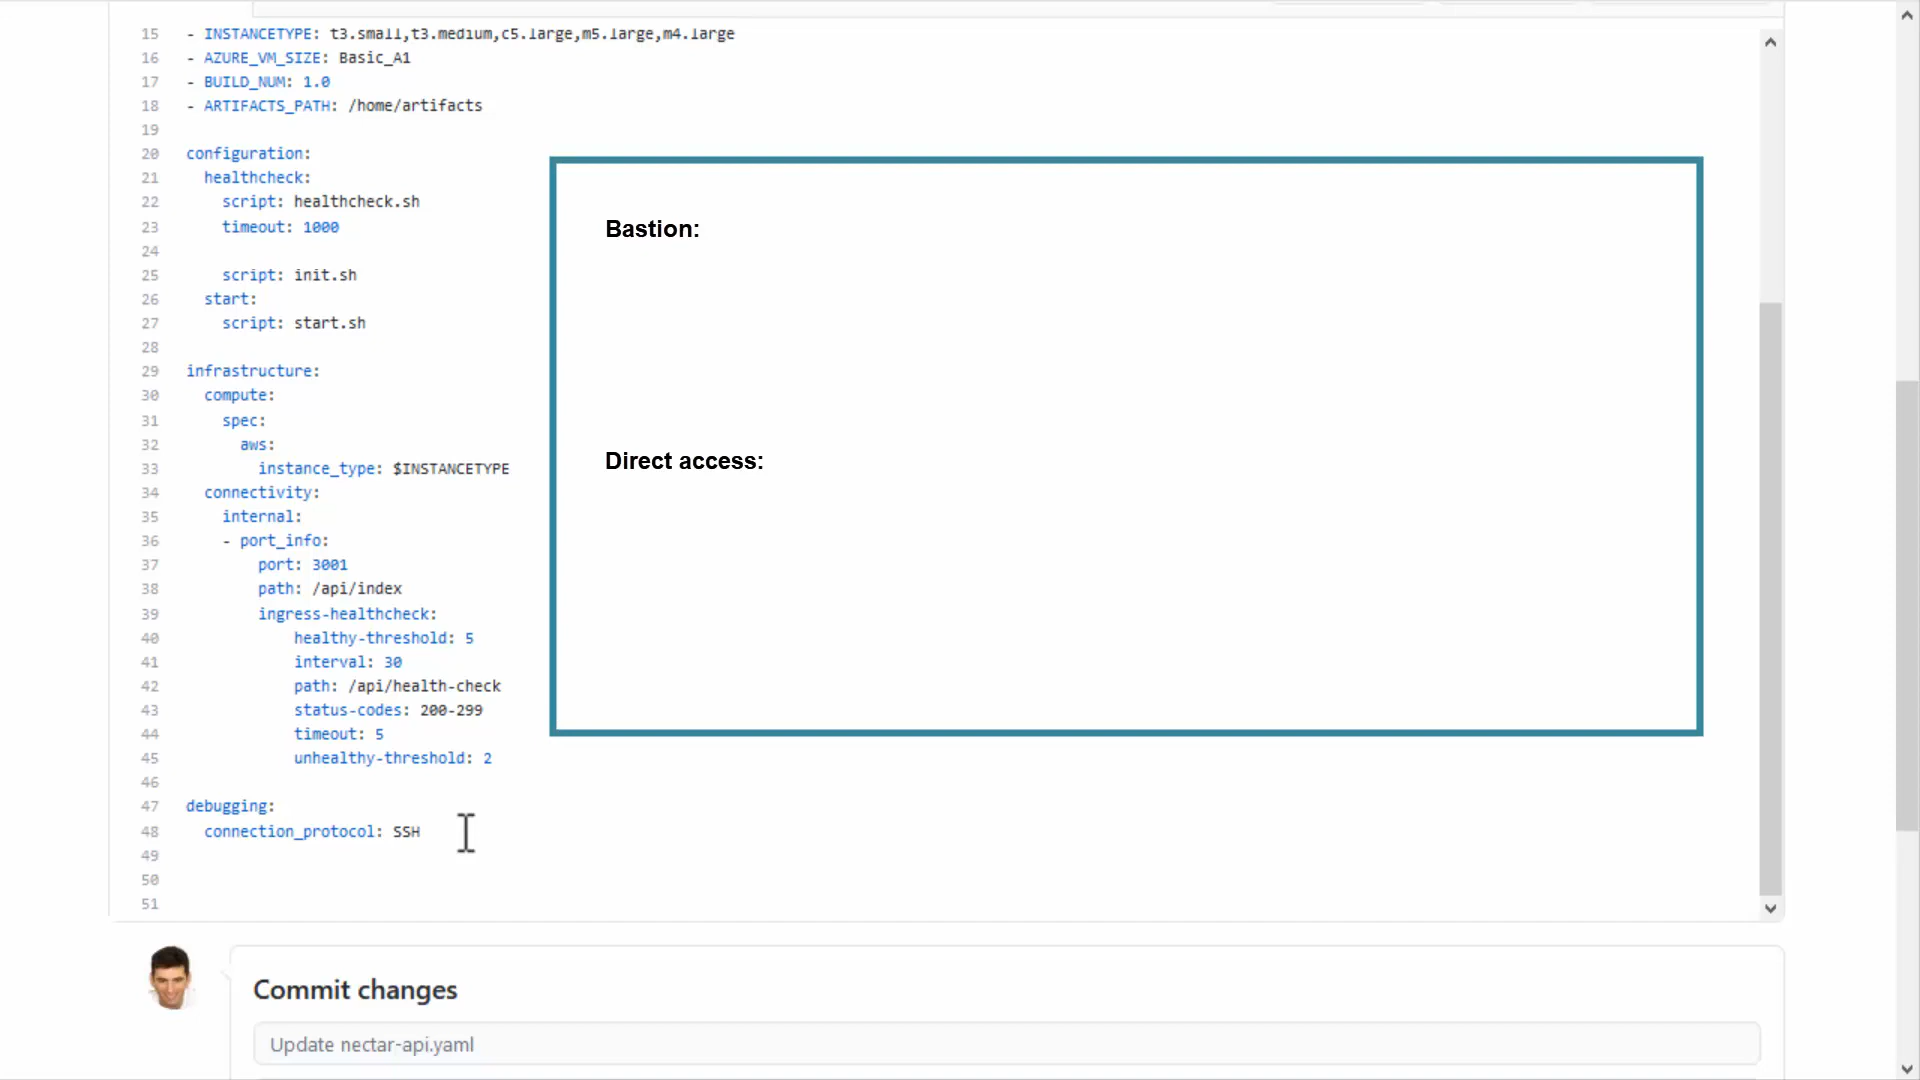 15 - INSTANCETYPE: t3.small,t3.medium,c5.large,m5.large,m4.large
16 - AZURE_VM_SIZE: Basic_A1
17 - BUILD_NUM: 1.0
18 - ARTIFACTS_PATH: /home/artifacts
19
20 configuration:
21 healthcheck:
22 script: healthcheck.sh
23 timeout: 1000
24
25 script: init.sh
26 start:
27 script: start.sh
28
29 infrastructure:
30 compute:
31 spec:
32 aws:
33 instance_type: $INSTANCETYPE
34 connectivity:
35 internal:
36 - port_info:
37 port: 3001
38 path: /api/index
39 ingress-healthcheck:
40 healthy-threshold: 5
41 interval: 30
42 path: /api/health-check
43 status-codes: 200-299
44 timeout: 5
45 unhealthy-threshold: 2
46
47 debugging:
48 connection_protocol: SSH
49
50
51
Bastion:
Direct access:
Commit changes
Update nectar-api.yaml